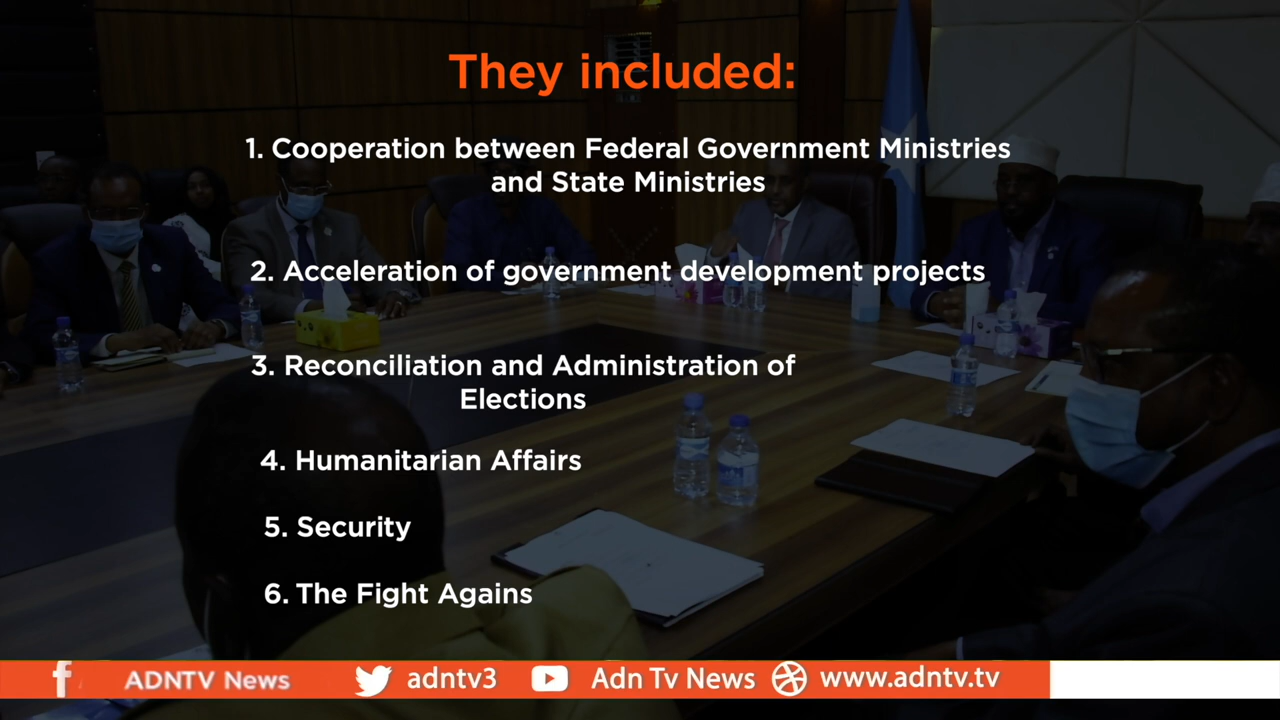 They included:
1. Cooperation between Federal Government Ministries
and State Ministries
2. Acceleration of government development projects
3. Reconciliation and Administration of
Elections
4. Humanitarian Affairs
5. Security
6. The Fight Agains
ADNTV News adntv3 Adn Tv News www.adntv.tv